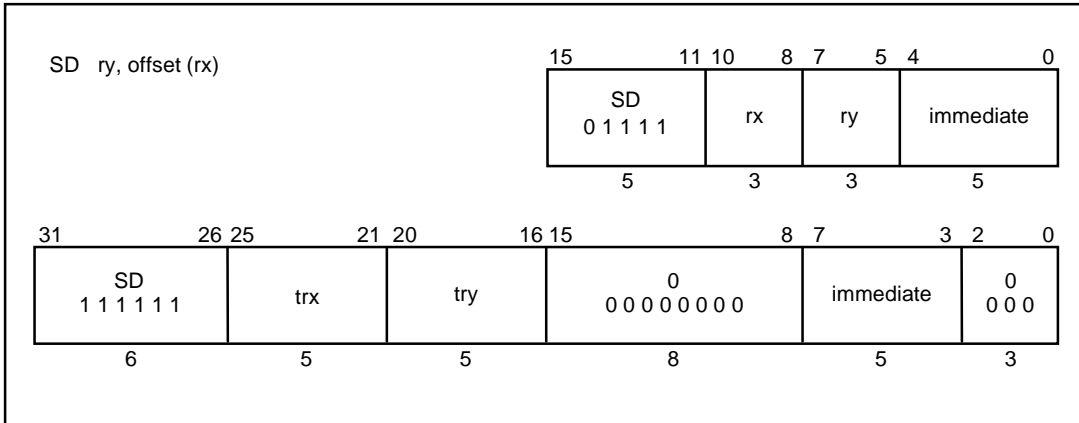 SD ry, offset (rx)
15 11 10 8 7 5 4 0
SD
0 1 1 1 1
rx
ry
immediate
5 3 3 5
31 26 25 21 20 16 15 8 7 3 2 0
SD
1 1 1 1 1 1
trx
try
0
0 0 0 0 0 0 0 0
immediate
0
0 0 0
6 5 5 8 5 3